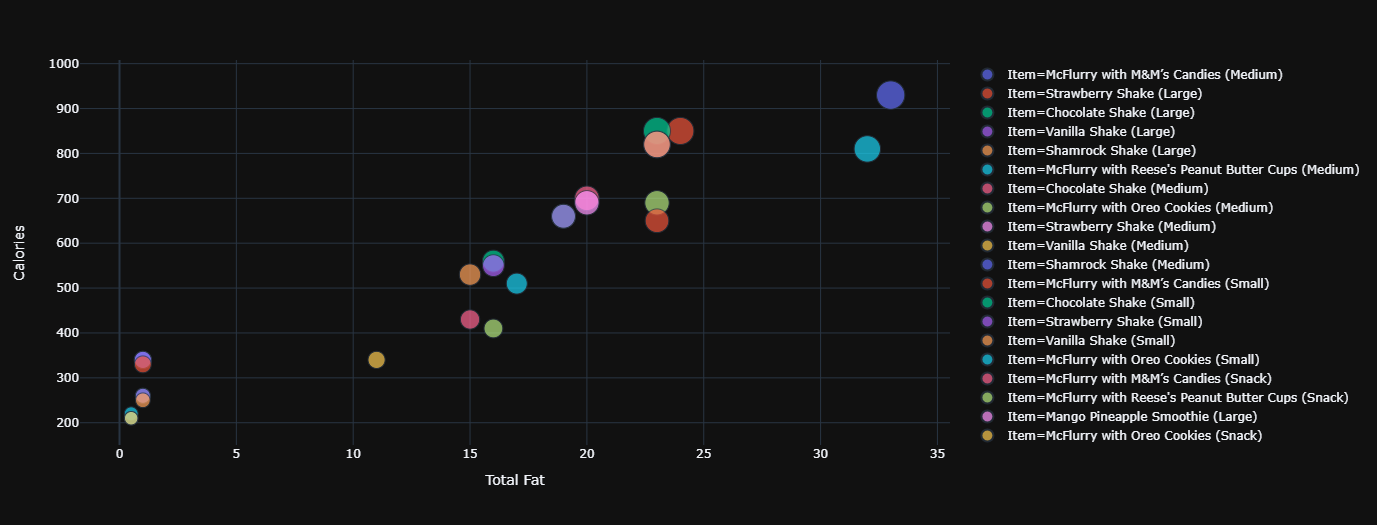 1000
900
800
700
600
500
400
300
200
Calories
0 5 10 15 20 25 30 35
Total Fat
Item=McFlurry with M&M’s Candies (Medium)
Item=Strawberry Shake (Large)
Item=Chocolate Shake (Large)
Item=Vanilla Shake (Large)
Item=Shamrock Shake (Large)
Item=McFlurry with Reese's Peanut Butter Cups (Medium)
Item=Chocolate Shake (Medium)
Item=McFlurry with Oreo Cookies (Medium)
Item=Strawberry Shake (Medium)
Item=Vanilla Shake (Medium)
Item=Shamrock Shake (Medium)
Item=McFlurry with M&M’s Candies (Small)
Item=Chocolate Shake (Small)
Item=Strawberry Shake (Small)
Item=Vanilla Shake (Small)
Item=McFlurry with Oreo Cookies (Small)
Item=McFlurry with M&M’s Candies (Snack)
Item=McFlurry with Reese's Peanut Butter Cups (Snack)
Item=Mango Pineapple Smoothie (Large)
Item=McFlurry with Oreo Cookies (Snack)